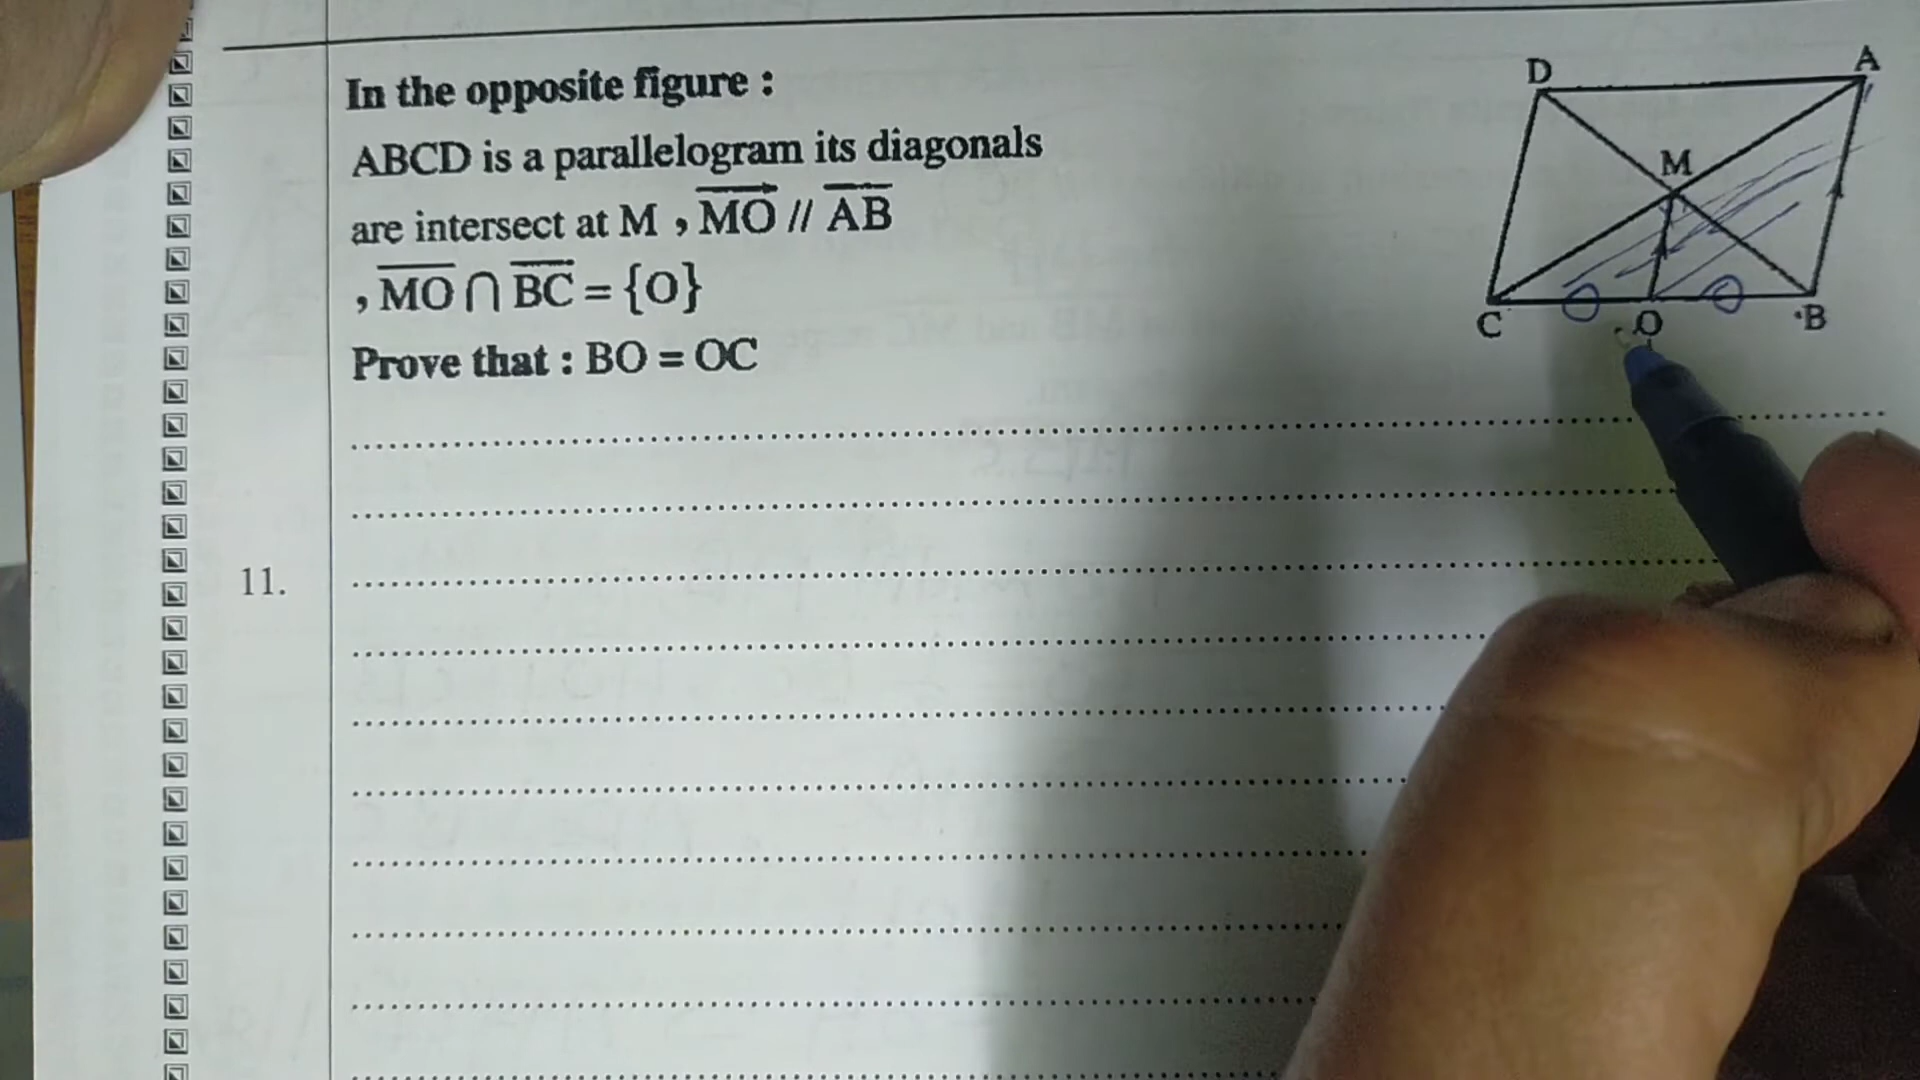 In the opposite figure :
ABCD is a parallelogram its diagonals
are intersect at M , MO // AB
, MO ∩ BC = {O}
Prove that : BO = OC
11.
D
A
M
C
O
B